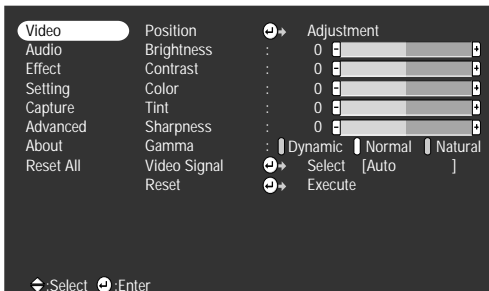 Video Position Adjustment
Audio Brightness : 0 - +
Effect Contrast : 0 - +
Setting Color : 0 - +
Capture Tint : 0 - +
Advanced Sharpness : 0 - +
About Gamma : Dynamic Normal Natural
Reset All Video Signal Select [Auto ]
Reset Execute
:Select :Enter